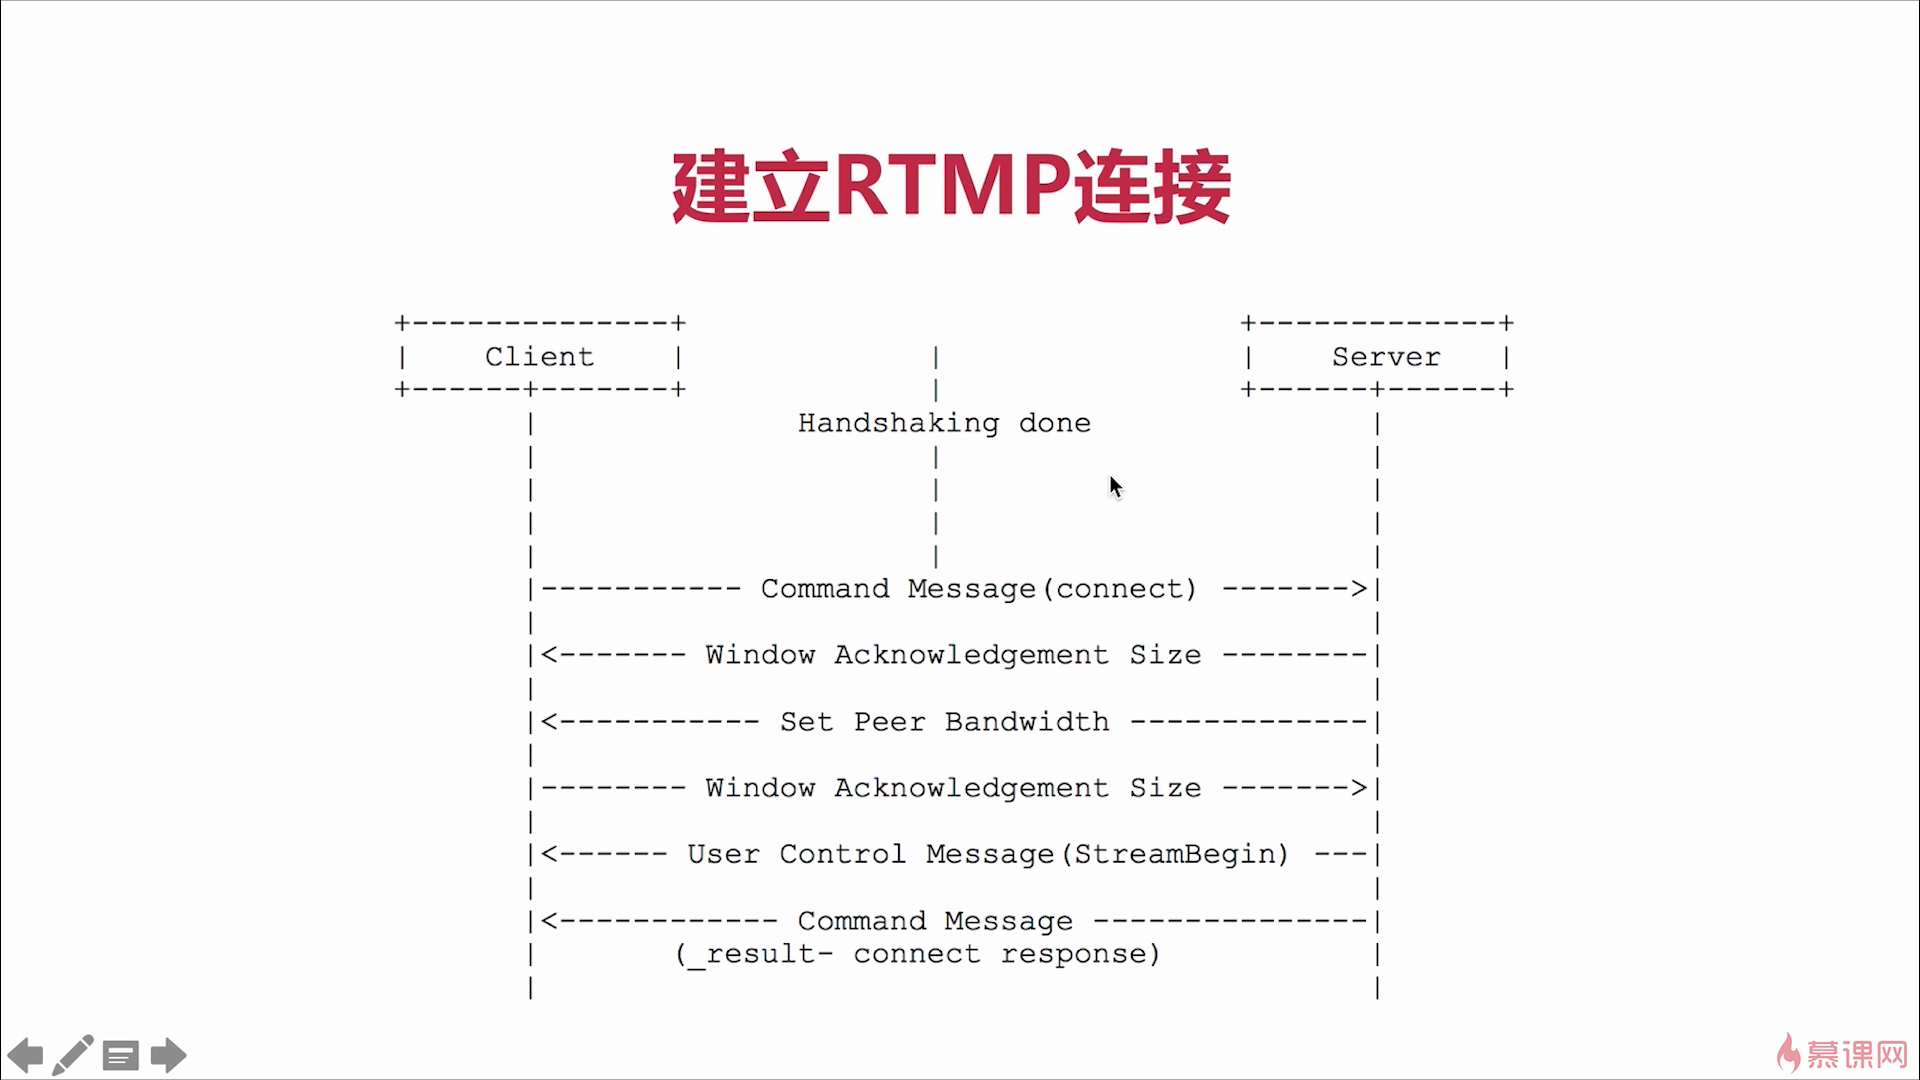 建立RTMP连接
+--------------+ +-------------+
| Client | | | Server |
+------+-------+ | +------+------+
| Handshaking done |
| | |
| | |
| | |
| | |
|----------- Command Message(connect) ------->|
| |
|<------- Window Acknowledgement Size --------|
| |
|<----------- Set Peer Bandwidth -------------|
| |
|-------- Window Acknowledgement Size ------->|
| |
|<------ User Control Message(StreamBegin) ---|
| |
|<------------ Command Message ---------------|
| (_result- connect response) |
| |
慕课网